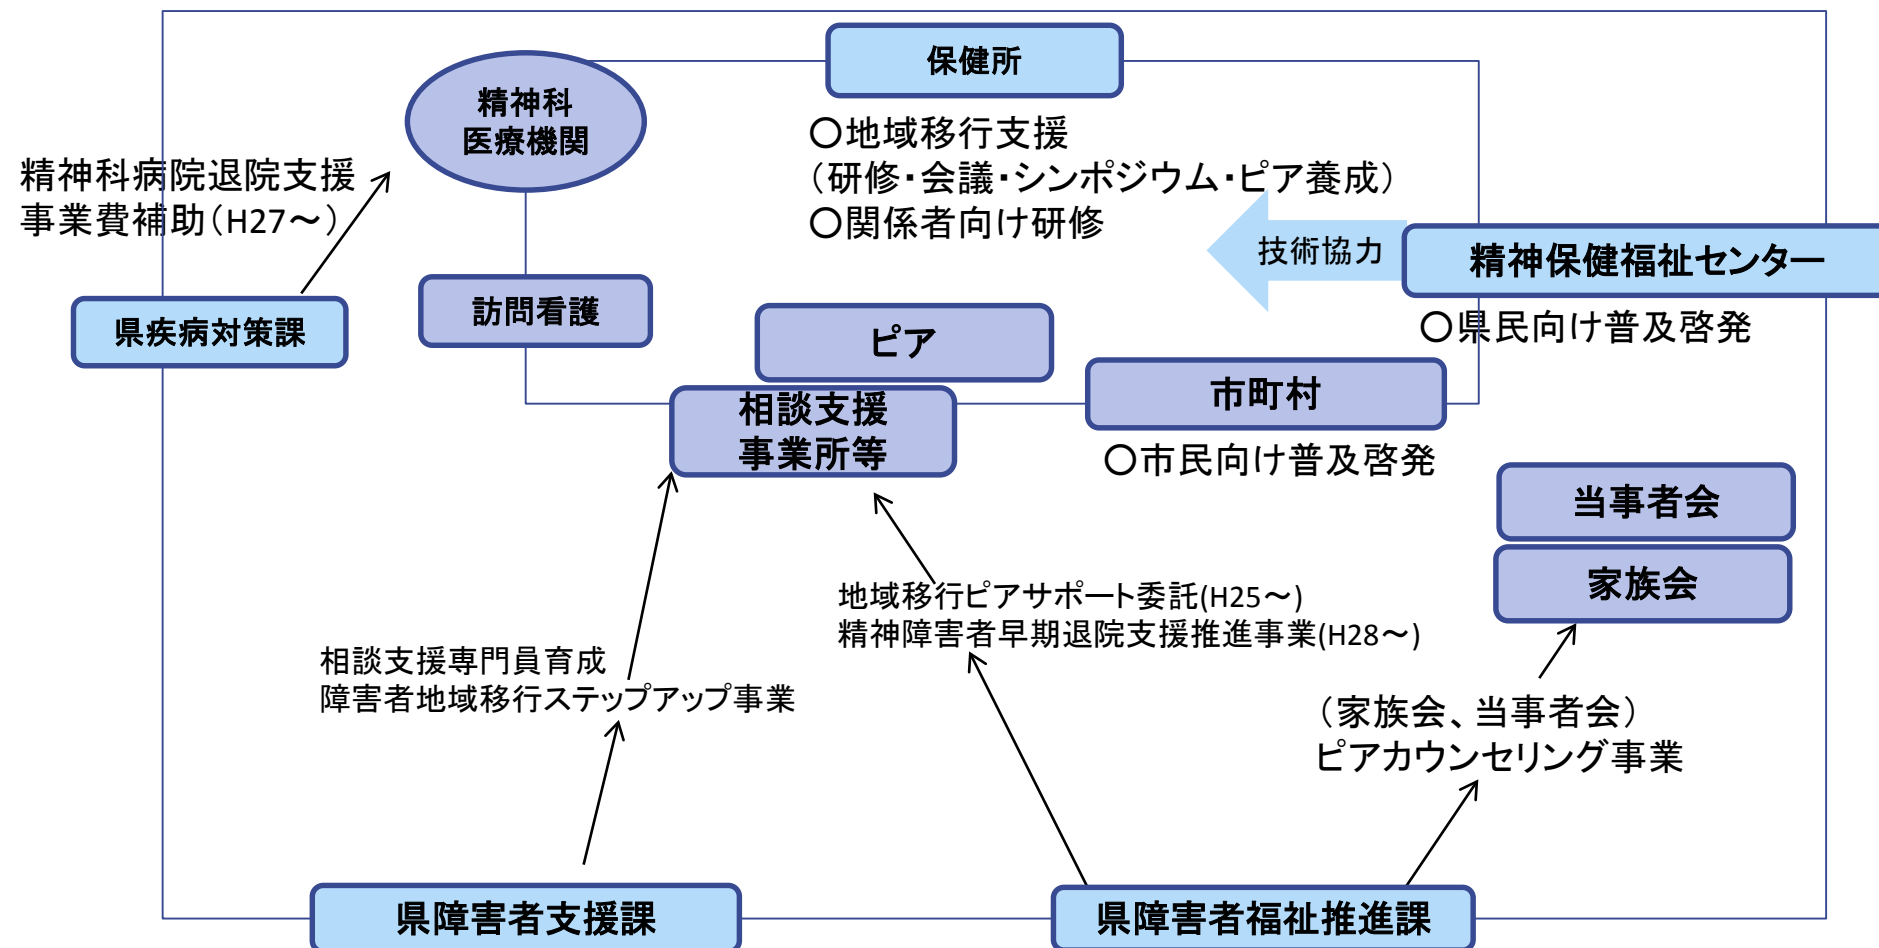 保健所
精神科
医療機関
〇地域移行支援
（研修・会議・シンポジウム・ピア養成）
〇関係者向け研修
精神科病院退院支援
事業費補助（H27～）
技術協力
精神保健福祉センター
〇県民向け普及啓発
県疾病対策課
訪問看護
ピア
相談支援
事業所等
市町村
〇市民向け普及啓発
当事者会
家族会
地域移行ピアサポート委託(H25～)
精神障害者早期退院支援推進事業(H28～)
相談支援専門員育成
障害者地域移行ステップアップ事業
（家族会、当事者会）
ピアカウンセリング事業
県障害者支援課
県障害者福祉推進課